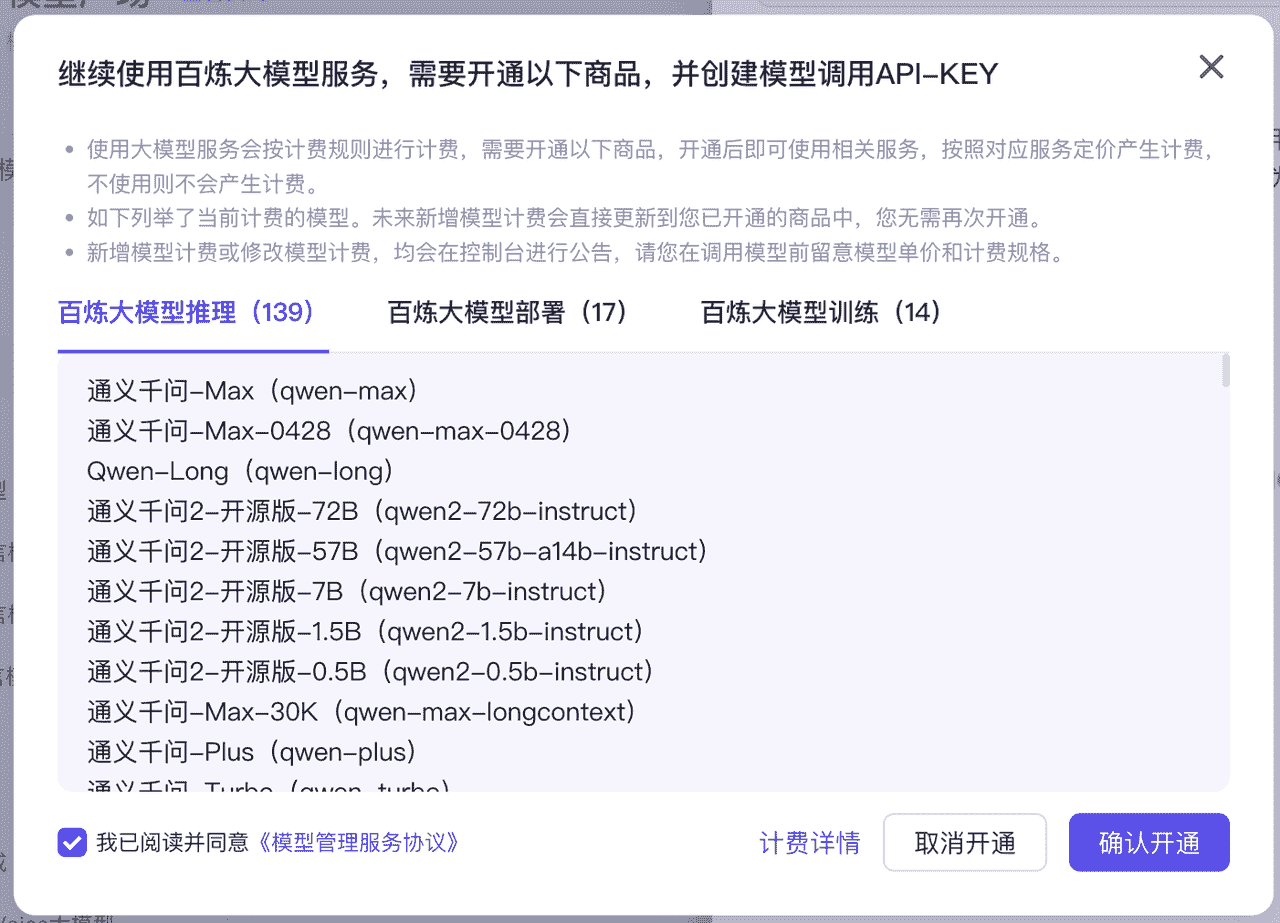 继续使用百炼大模型服务，需要开通以下商品，并创建模型调用API-KEY
使用大模型服务会按计费规则进行计费，需要开通以下商品，开通后即可使用相关服务，按照对应服务定价产生计费，
不使用则不会产生计费。
如下列举了当前计费的模型。未来新增模型计费会直接更新到您已开通的商品中，您无需再次开通。
新增模型计费或修改模型计费，均会在控制台进行公告，请您在调用模型前留意模型单价和计费规格。
百炼大模型推理（139） 百炼大模型部署（17） 百炼大模型训练（14）
通义千问-Max（qwen-max）
通义千问-Max-0428（qwen-max-0428）
Qwen-Long（qwen-long）
通义千问2-开源版-72B（qwen2-72b-instruct）
通义千问2-开源版-57B（qwen2-57b-a14b-instruct）
通义千问2-开源版-7B（qwen2-7b-instruct）
通义千问2-开源版-1.5B（qwen2-1.5b-instruct）
通义千问2-开源版-0.5B（qwen2-0.5b-instruct）
通义千问-Max-30K（qwen-max-longcontext）
通义千问-Plus（qwen-plus）
通义千问-Turbo（qwen-turbo）
我已阅读并同意《模型管理服务协议》 计费详情 取消开通 确认开通